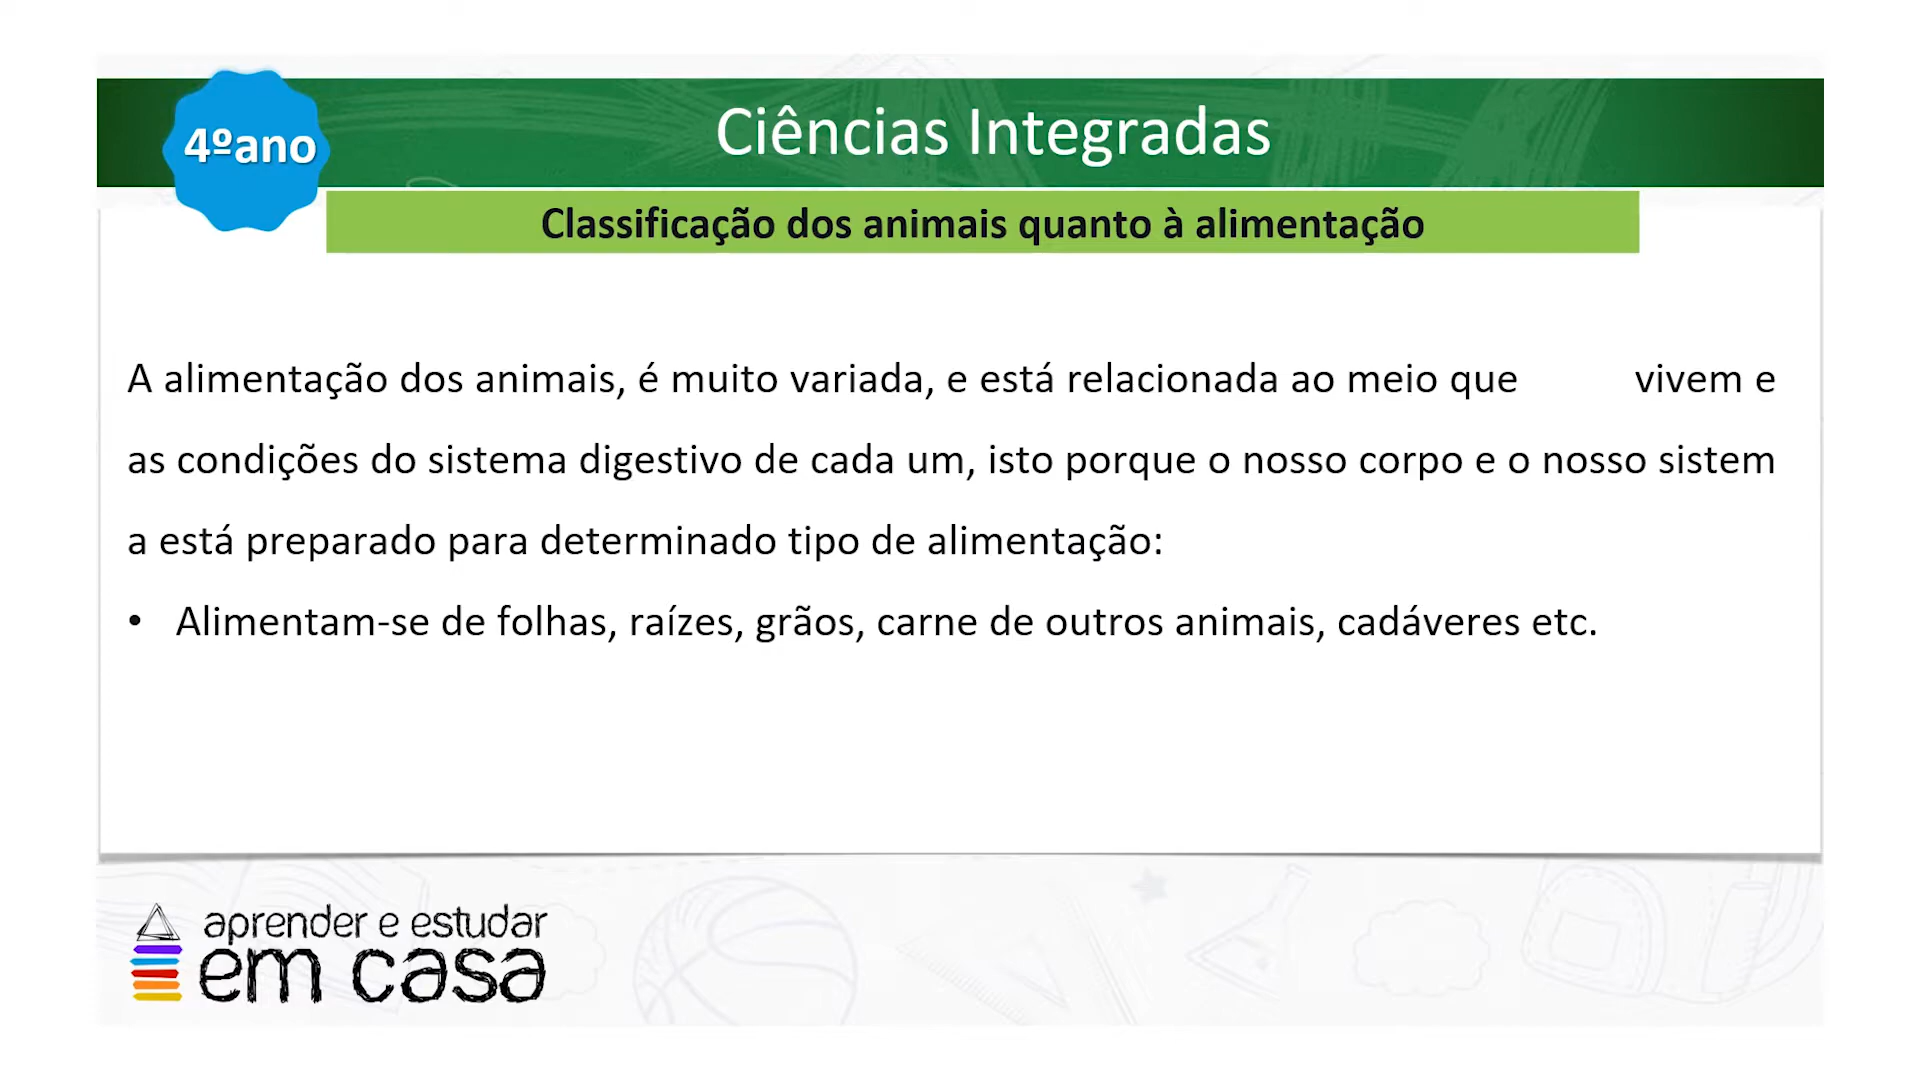 4ºano
Ciências Integradas
Classificação dos animais quanto à alimentação
A alimentação dos animais, é muito variada, e está relacionada ao meio que vivem e
as condições do sistema digestivo de cada um, isto porque o nosso corpo e o nosso sistem
a está preparado para determinado tipo de alimentação:
• Alimentam-se de folhas, raízes, grãos, carne de outros animais, cadáveres etc.
aprender e estudar
em casa